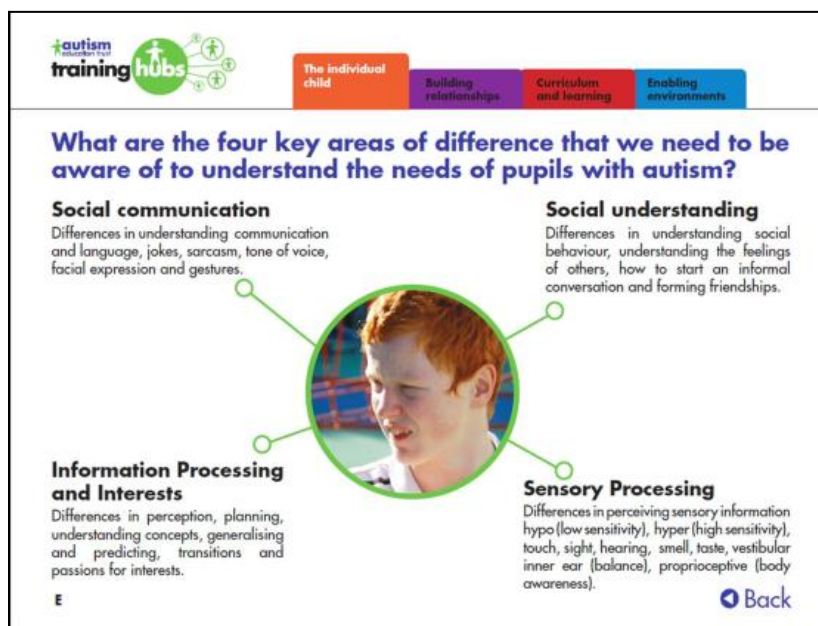 autism
education trust
training hubs
The individual
child
Building
relationships
Curriculum
and learning
Enabling
environments
What are the four key areas of difference that we need to be
aware of to understand the needs of pupils with autism?
Social communication
Differences in understanding communication
and language, jokes, sarcasm, tone of voice,
facial expression and gestures.
Social understanding
Differences in understanding social
behaviour, understanding the feelings
of others, how to start an informal
conversation and forming friendships.
Information Processing
and Interests
Differences in perception, planning,
understanding concepts, generalising
and predicting, transitions and
passions for interests.
Sensory Processing
Differences in perceiving sensory information
hypo (low sensitivity), hyper (high sensitivity),
touch, sight, hearing, smell, taste, vestibular
inner ear (balance), proprioceptive (body
awareness).
E
Back